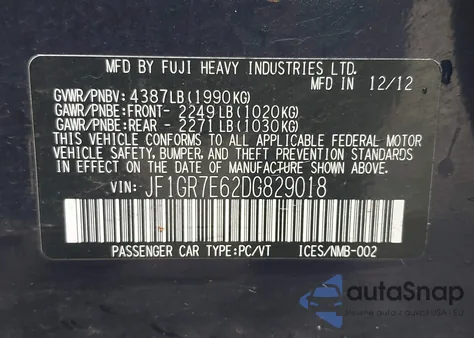 MFD BY FUJI HEAVY INDUSTRIES LTD.
MFD IN 12/12
GVWR/PNBV: 4387LB(1990KG)
GAWR/PNBE:FRONT- 2249LB(1020KG)
GAWR/PNBE:REAR - 2271LB(1030KG)
THIS VEHICLE CONFORMS TO ALL APPLICABLE FEDERAL MOTOR
VEHICLE SAFETY, BUMPER, AND THEFT PREVENTION STANDARDS
IN EFFECT ON THE DATE OF MANUFACTURE SHOWN ABOVE.
VIN: JF1GR7E62DG829018
PASSENGER CAR TYPE:PC/VT ICES/NMB-002
autoSnap